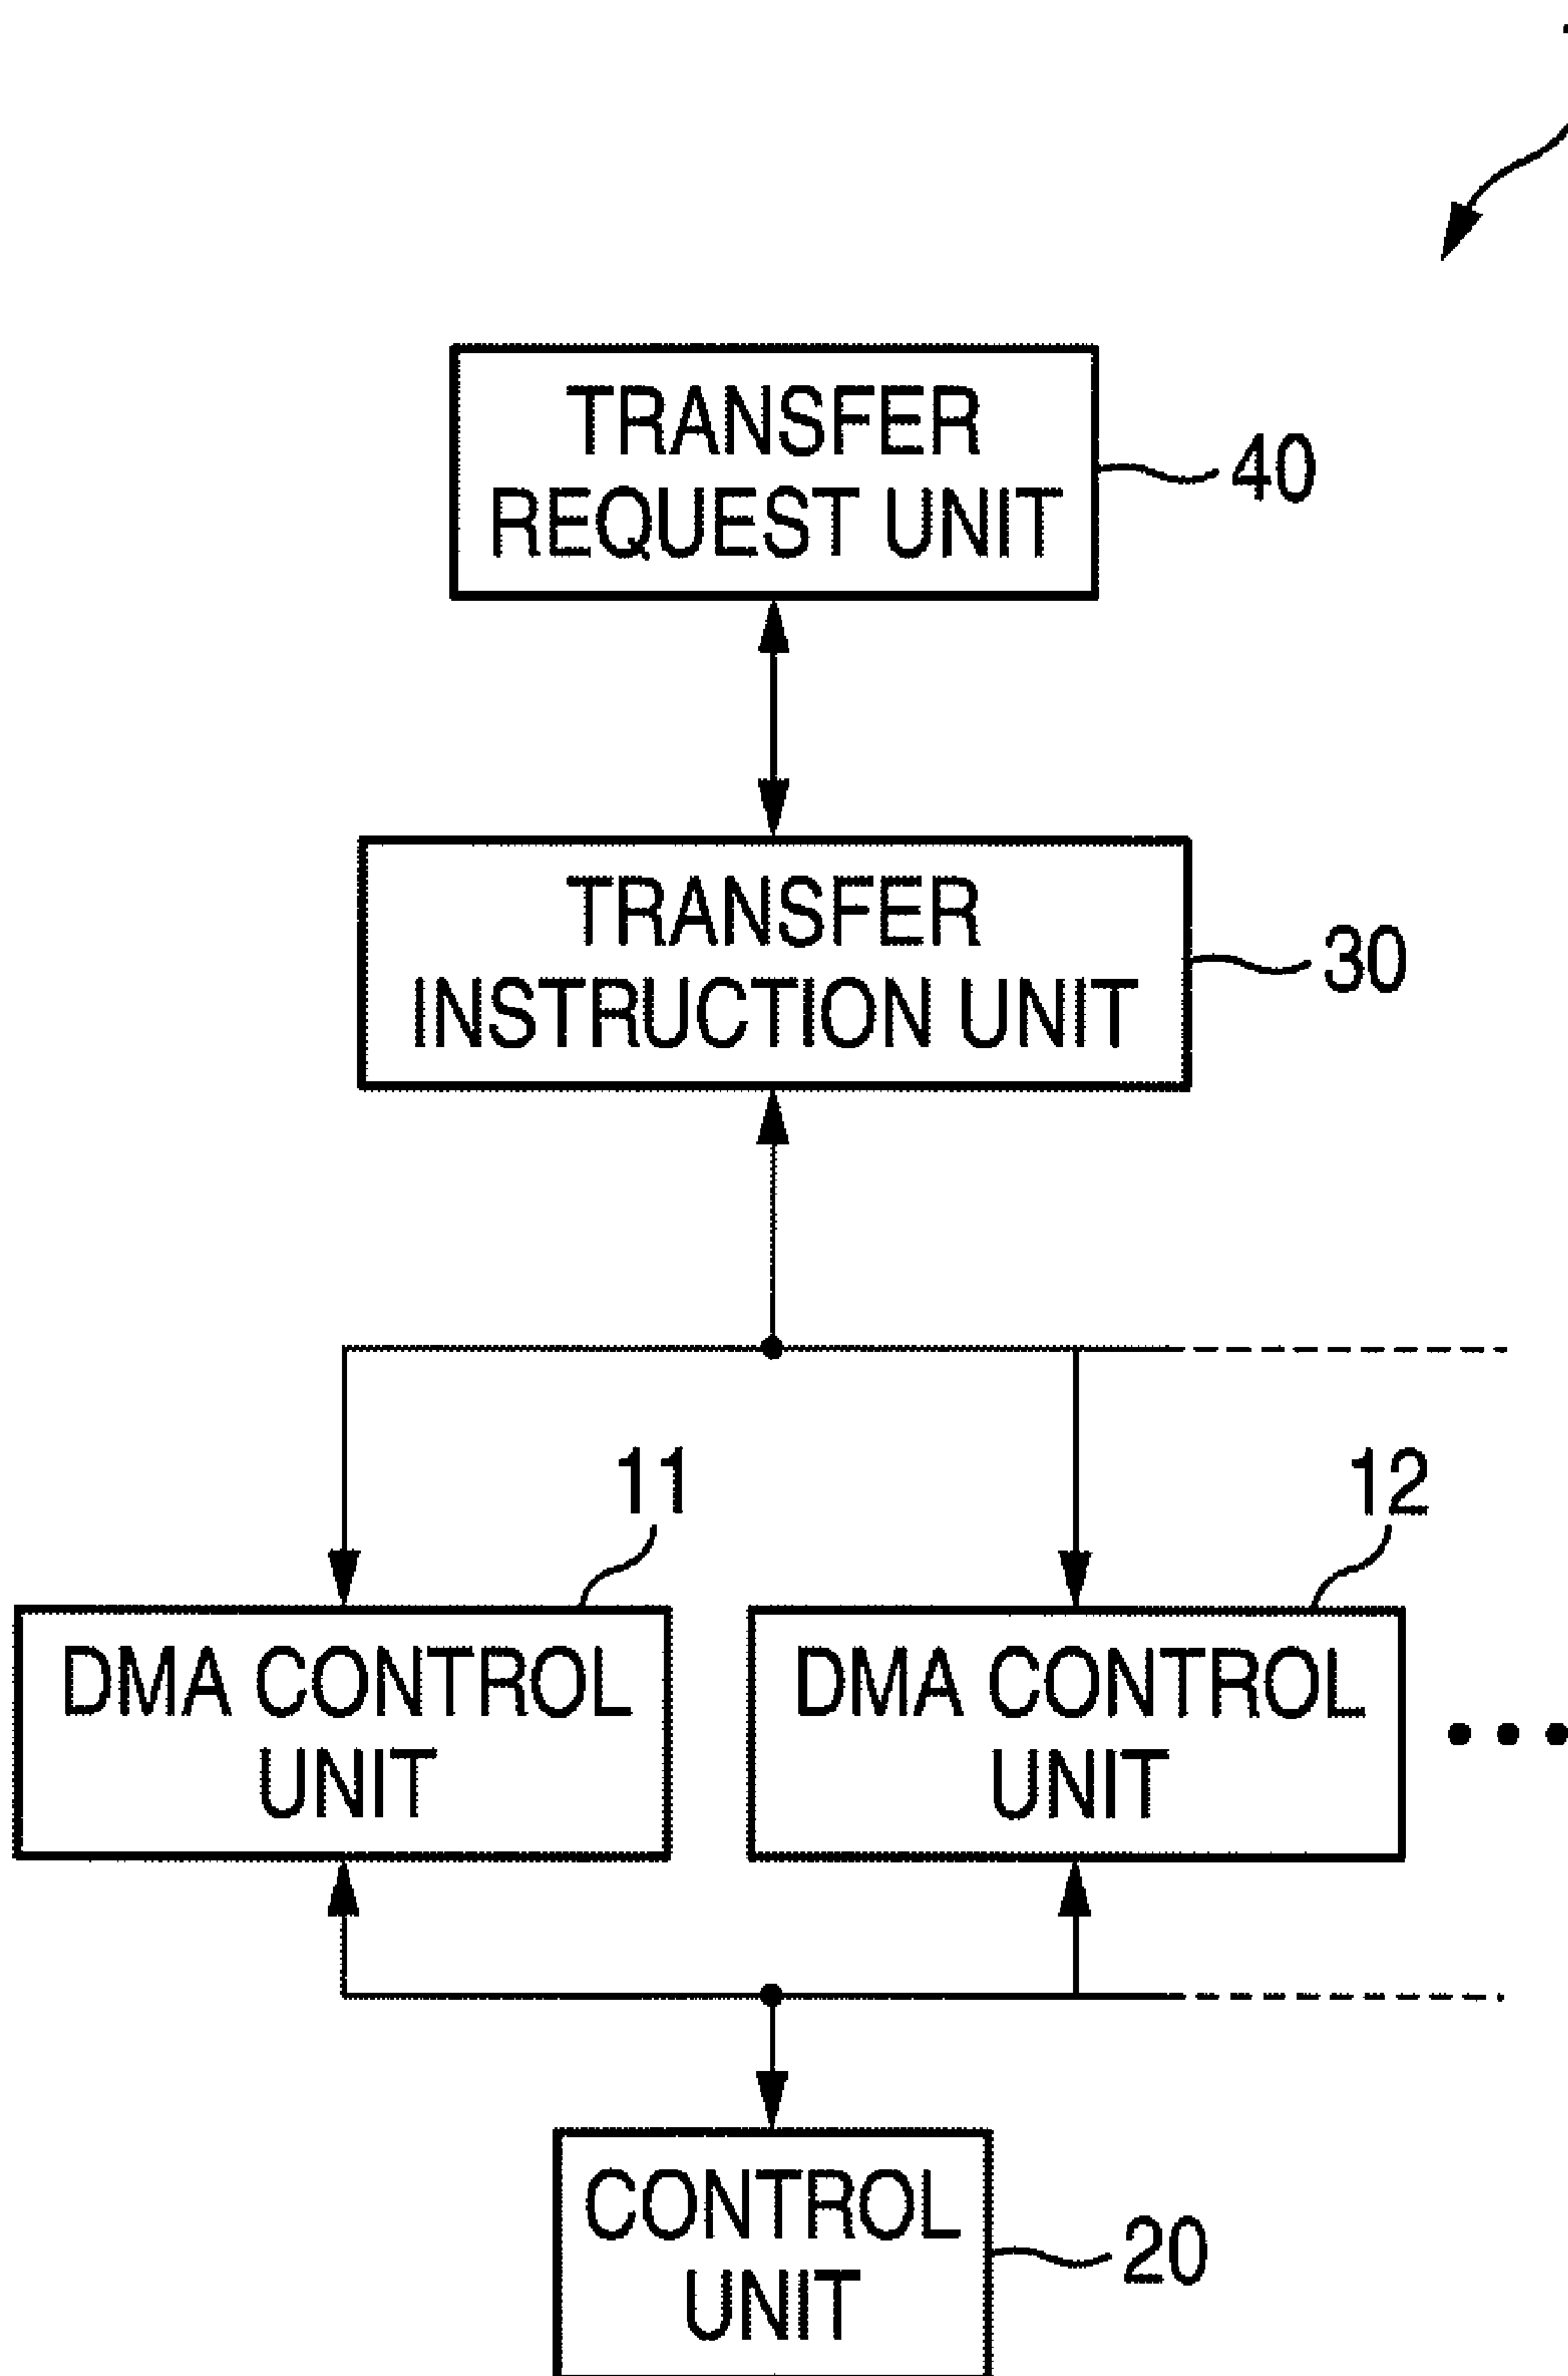 TRANSFER
REQUEST UNIT
40
TRANSFER
INSTRUCTION UNIT
30
11
12
DMA CONTROL
UNIT
DMA CONTROL
UNIT
CONTROL
UNIT
20